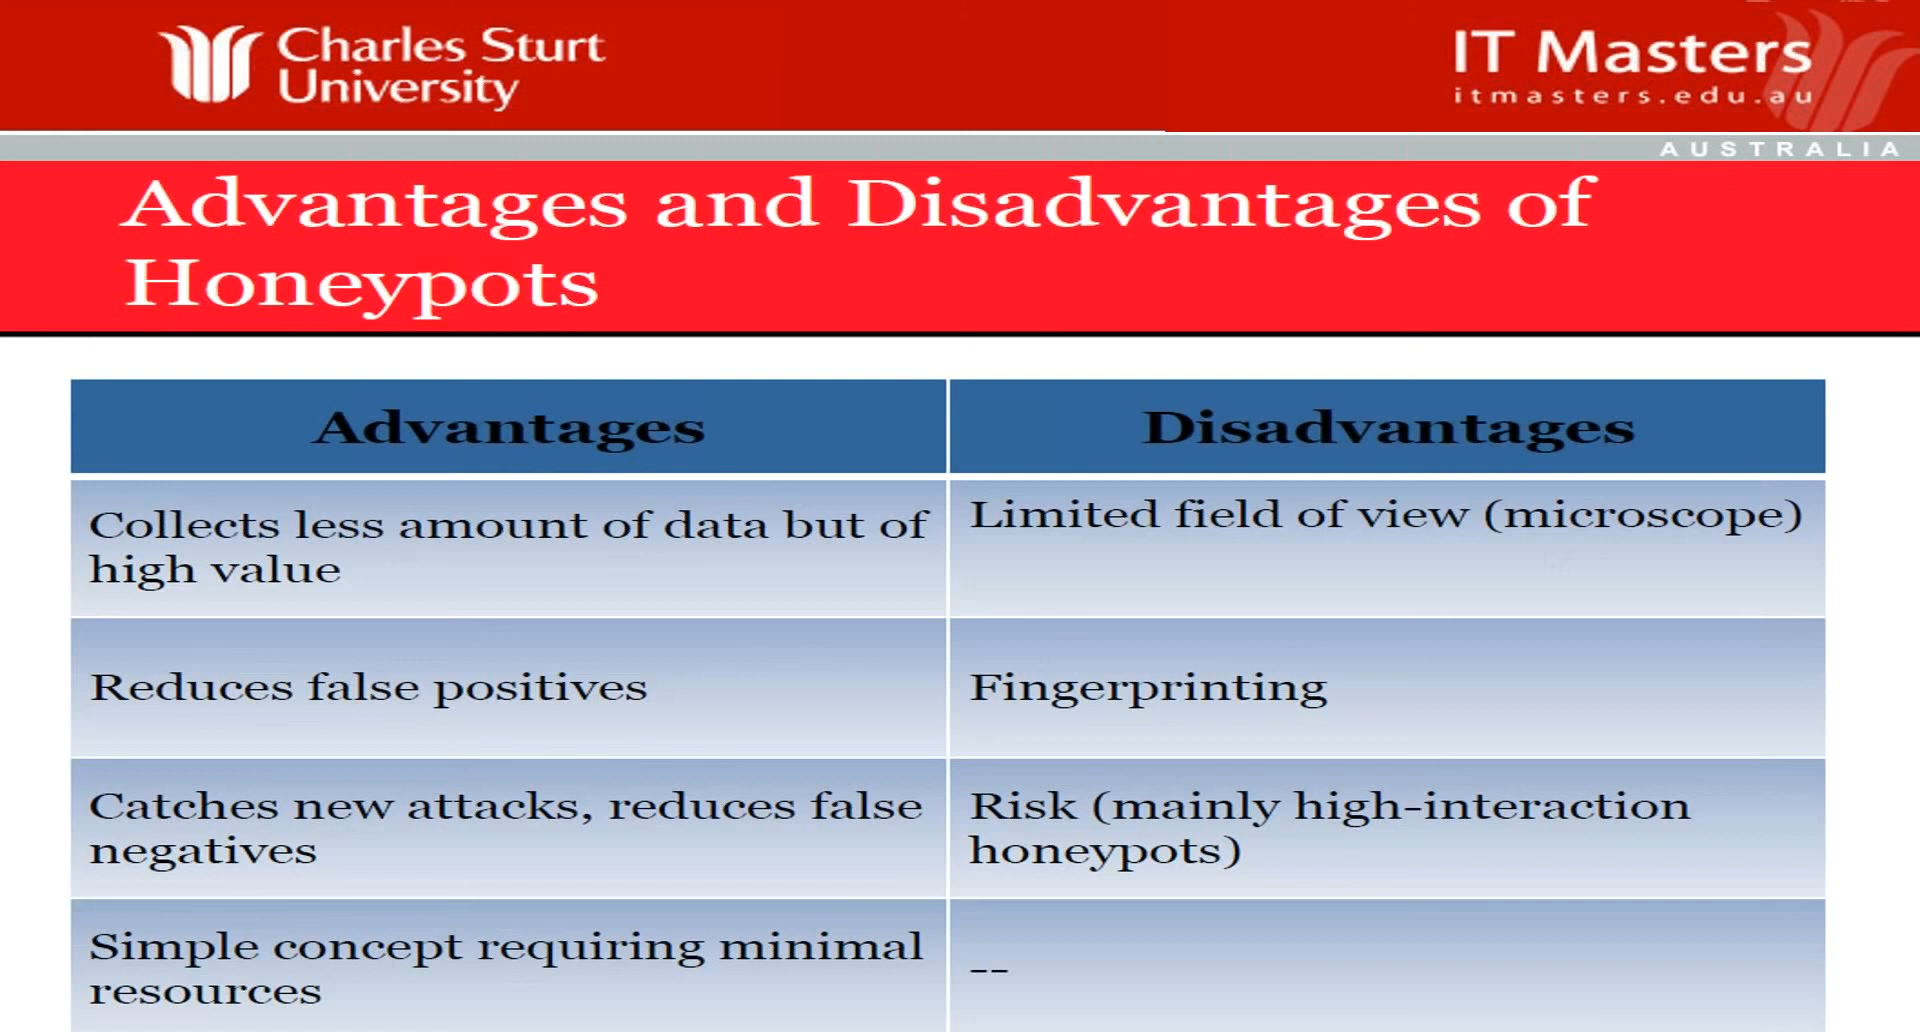 Charles Sturt
University
IT Masters
itmasters.edu.au
AUSTRALIA
Advantages and Disadvantages of
Honeypots
Advantages
Disadvantages
Collects less amount of data but of
high value
Limited field of view (microscope)
Reduces false positives
Fingerprinting
Catches new attacks, reduces false
negatives
Risk (mainly high-interaction
honeypots)
Simple concept requiring minimal
resources
--